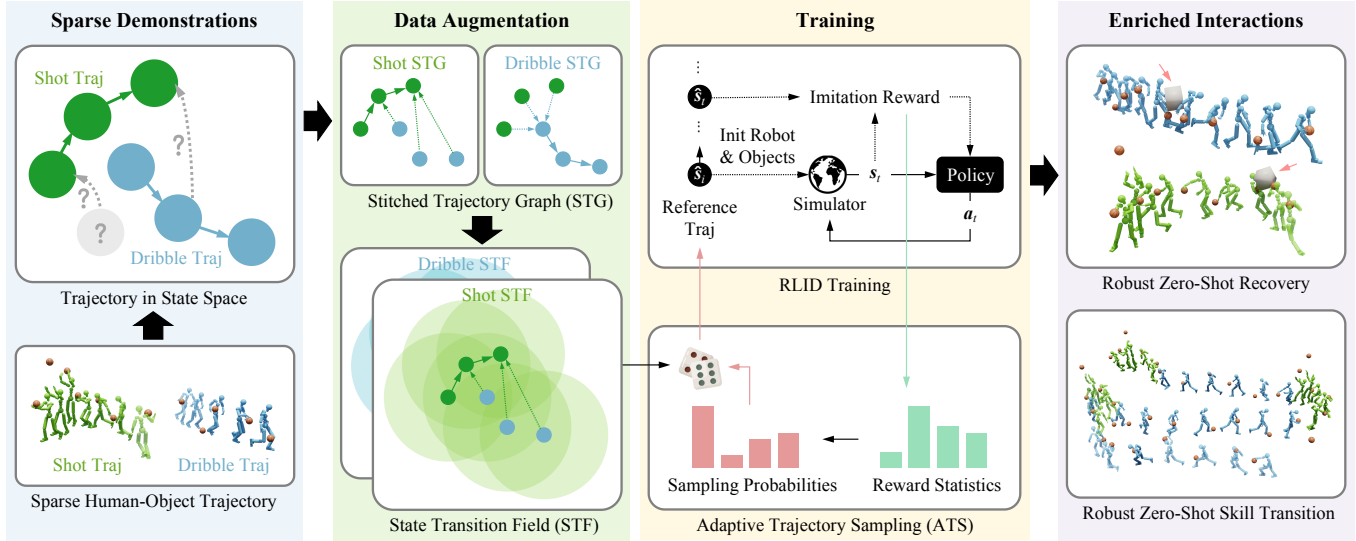 Sparse Demonstrations
Shot Traj
?
?
?
Dribble Traj
Trajectory in State Space
Shot Traj
Dribble Traj
Sparse Human-Object Trajectory
Data Augmentation
Shot STG
Dribble STG
Stitched Trajectory Graph (STG)
Dribble STF
Shot STF
State Transition Field (STF)
Training
⋮
ŝt
Imitation Reward
⋮
Init Robot
& Objects
ŝi
Simulator
st
Policy
at
Reference
Traj
RLID Training
Sampling Probabilities
Reward Statistics
Adaptive Trajectory Sampling (ATS)
Enriched Interactions
Robust Zero-Shot Recovery
Robust Zero-Shot Skill Transition